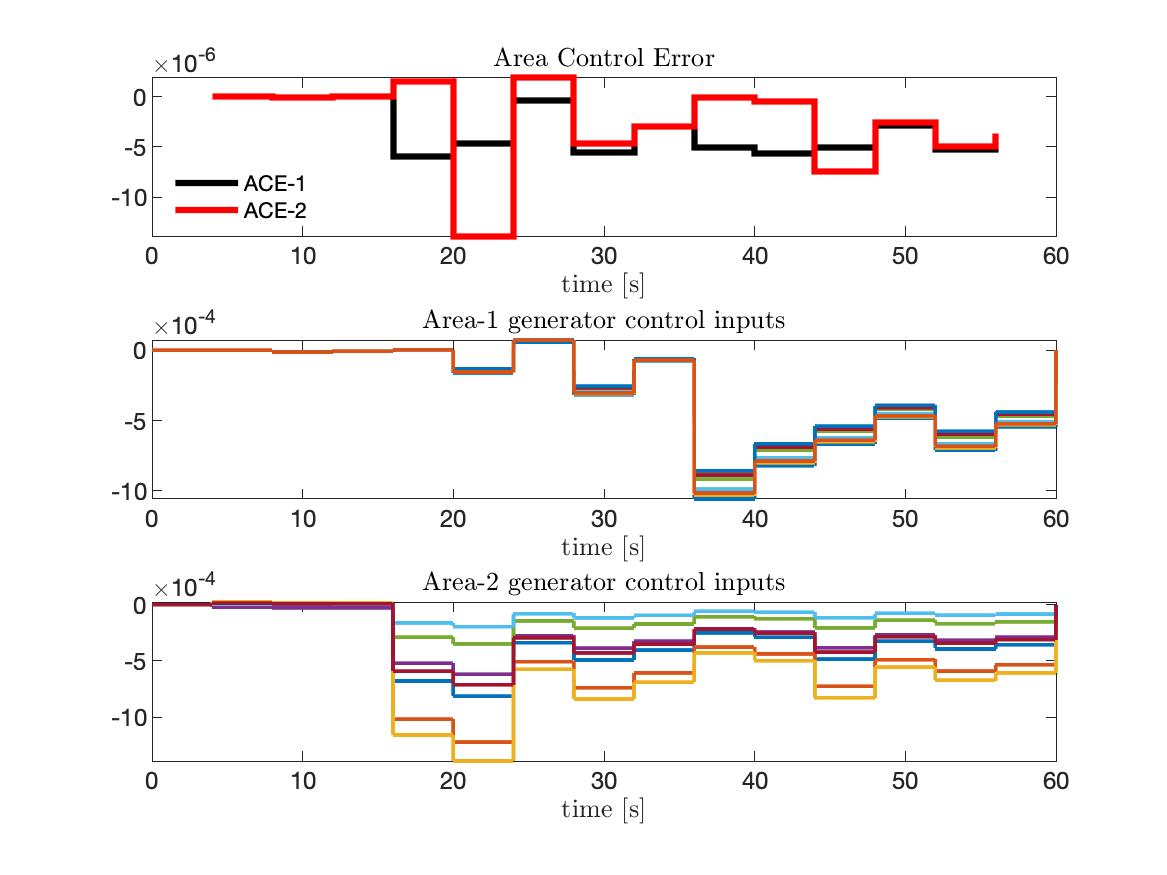 ×10⁻⁶
Area Control Error
0
-5
-10
ACE-1
ACE-2
0 10 20 30 40 50 60
time [s]
×10⁻⁴
Area-1 generator control inputs
0
-5
-10
0 10 20 30 40 50 60
time [s]
×10⁻⁴
Area-2 generator control inputs
0
-5
-10
0 10 20 30 40 50 60
time [s]